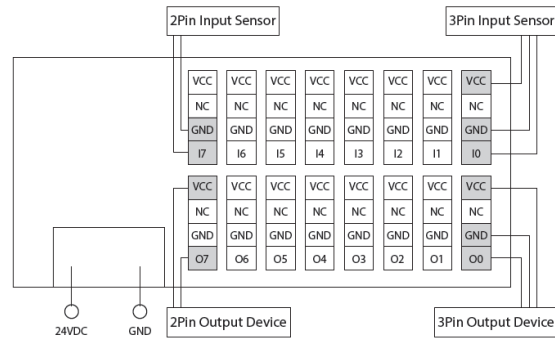 2Pin Input Sensor 3Pin Input Sensor
VCC VCC VCC VCC VCC VCC VCC VCC
NC NC NC NC NC NC NC NC
GND GND GND GND GND GND GND GND
I7 I6 I5 I4 I3 I2 I1 I0
VCC VCC VCC VCC VCC VCC VCC VCC
NC NC NC NC NC NC NC NC
GND GND GND GND GND GND GND GND
O7 O6 O5 O4 O3 O2 O1 O0
24VDC GND 2Pin Output Device 3Pin Output Device